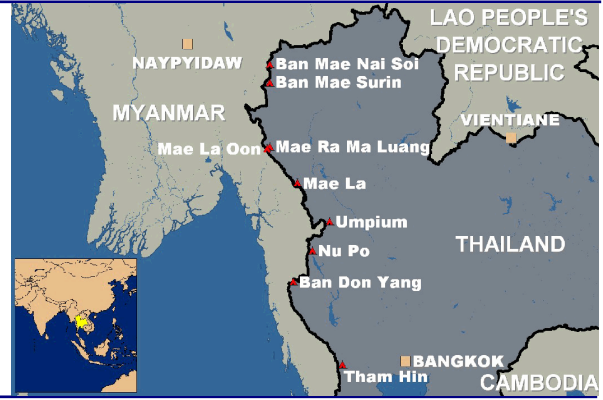 LAO PEOPLE'S
DEMOCRATIC
REPUBLIC
NAYPYIDAW
Ban Mae Nai Soi
Ban Mae Surin
MYANMAR
VIENTIANE
Mae La Oon
Mae Ra Ma Luang
Mae La
Umpium
THAILAND
Nu Po
Ban Don Yang
BANGKOK
Tham Hin
CAMBODIA